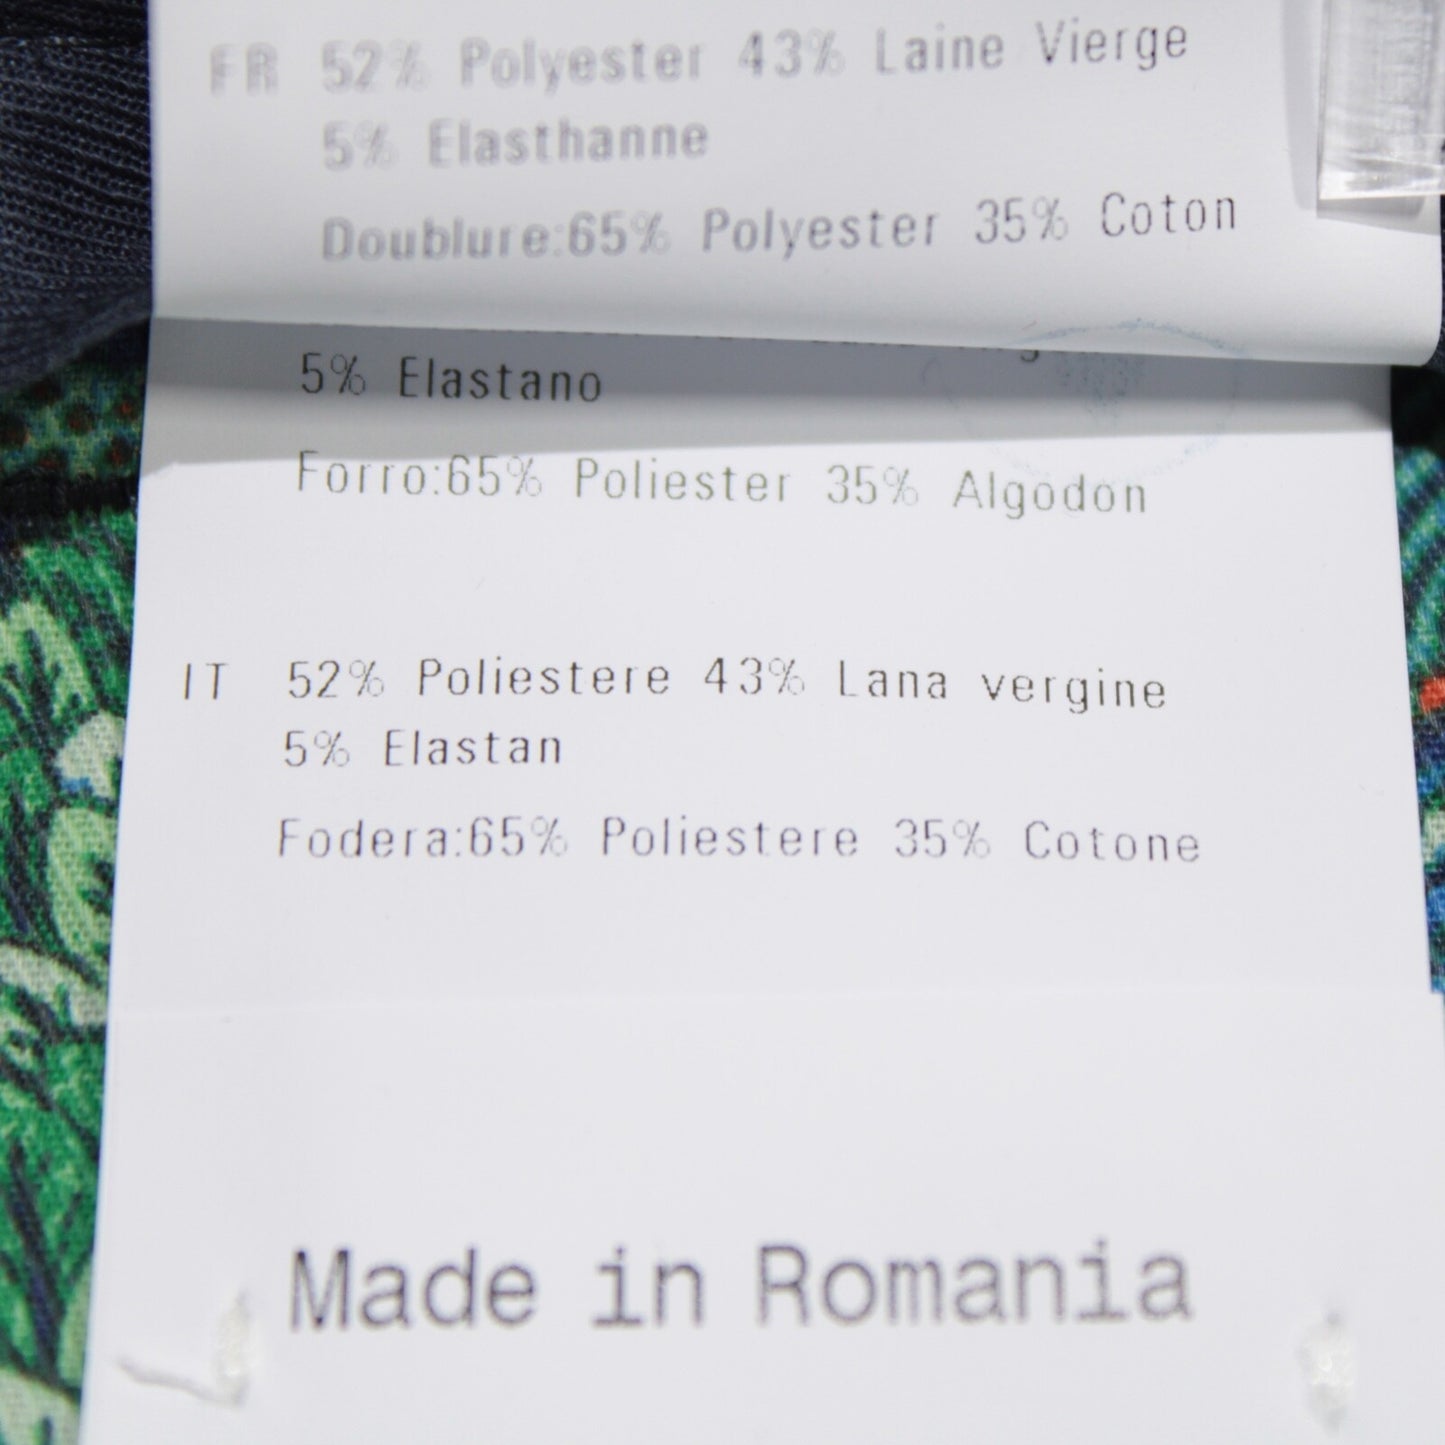 FR 52% Polyester 43% Laine Vierge
5% Elasthanne
Doublure:65% Polyester 35% Coton
5% Elastano
Forro:65% Poliester 35% Algodon
IT 52% Poliestere 43% Lana vergine
5% Elastan
Fodera:65% Poliestere 35% Cotone
Made in Romania